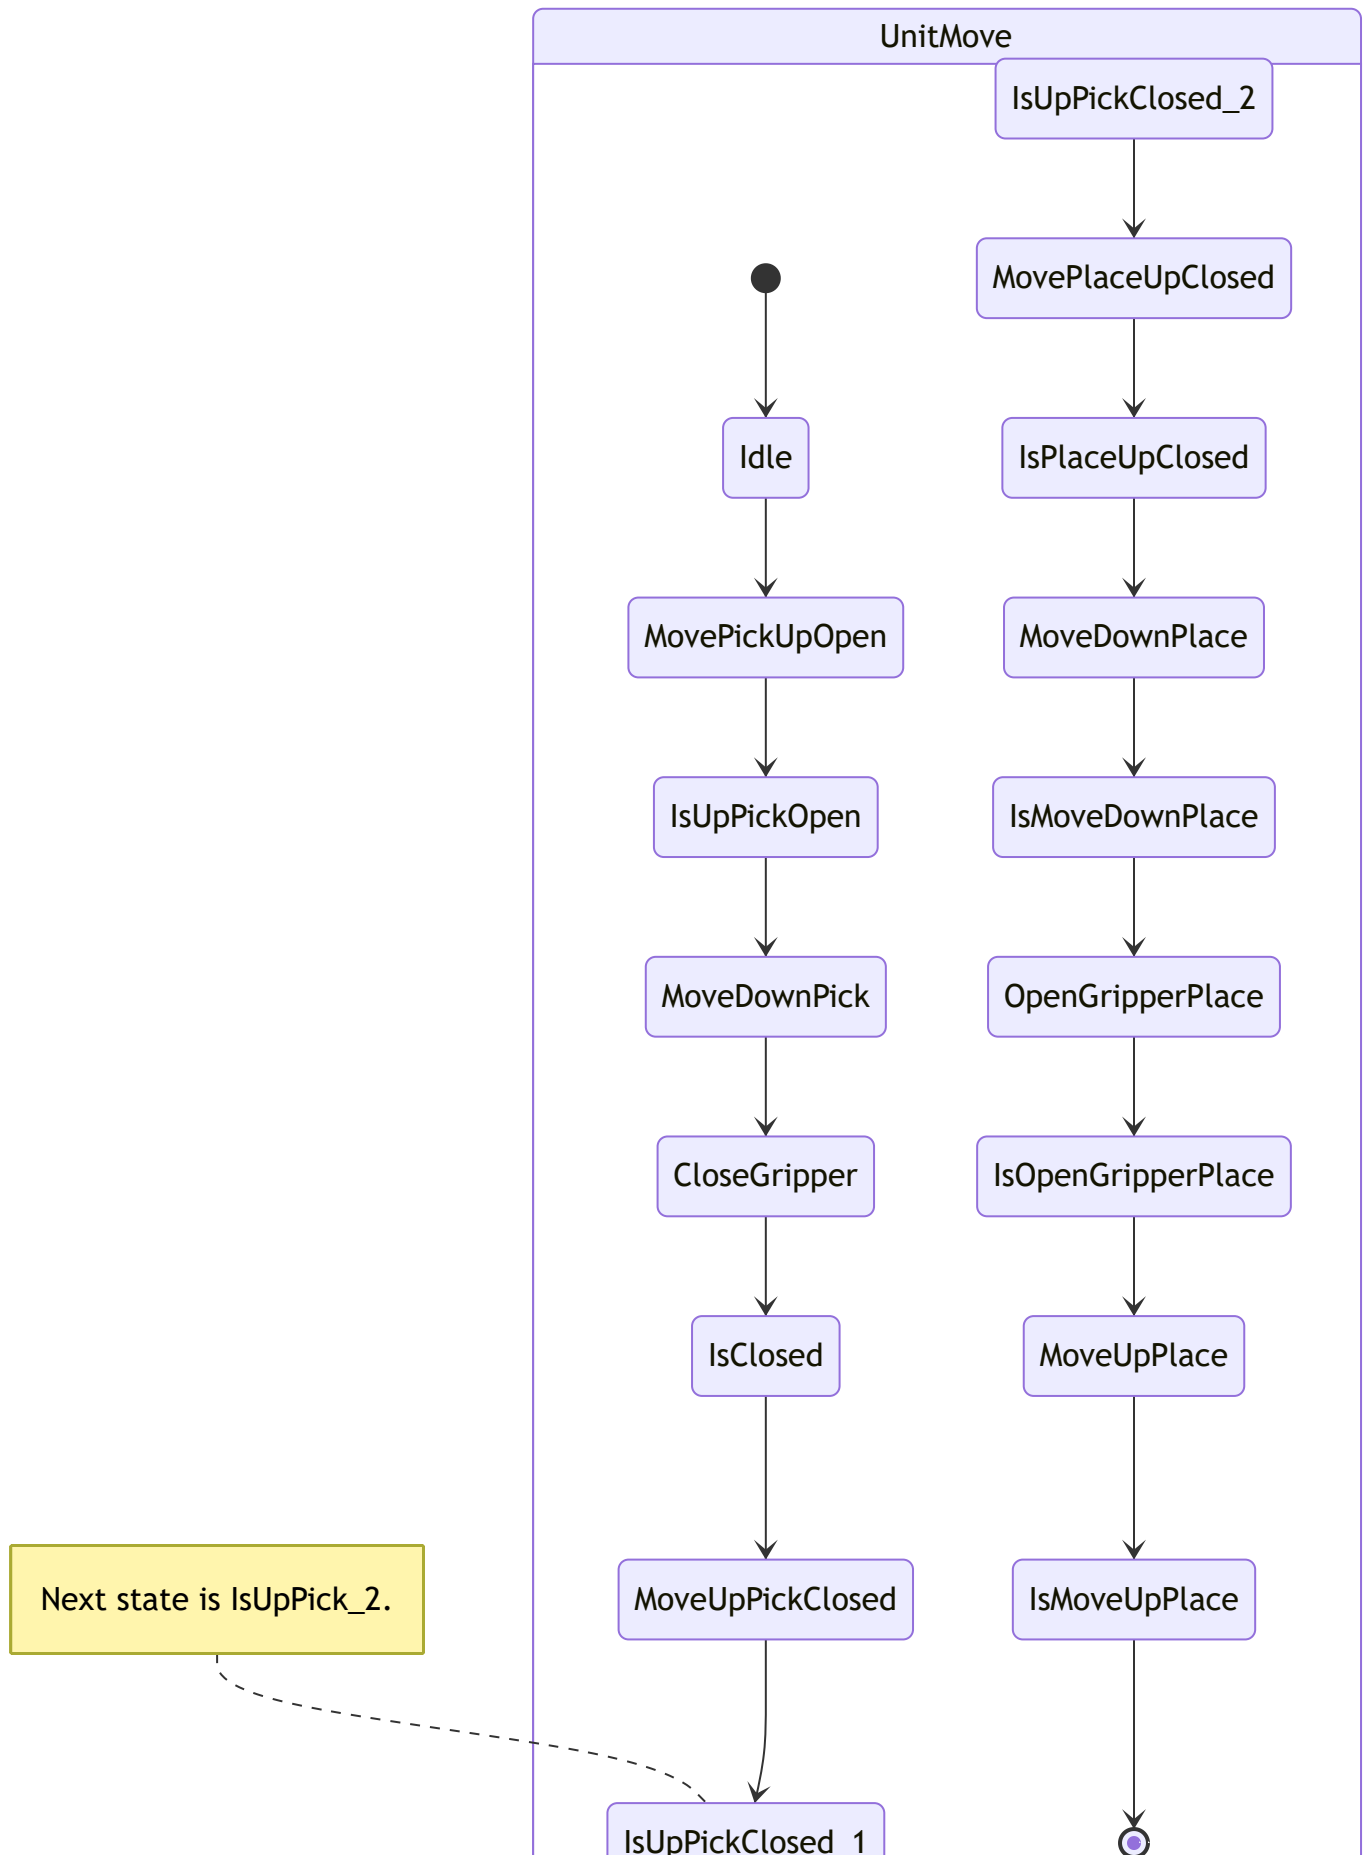 UnitMove
IsUpPickClosed_2
MovePlaceUpClosed
Idle
IsPlaceUpClosed
MovePickUpOpen
MoveDownPlace
IsUpPickOpen
IsMoveDownPlace
MoveDownPick
OpenGripperPlace
CloseGripper
IsOpenGripperPlace
IsClosed
MoveUpPlace
Next state is IsUpPick_2.
MoveUpPickClosed
IsMoveUpPlace
IsUpPickClosed_1